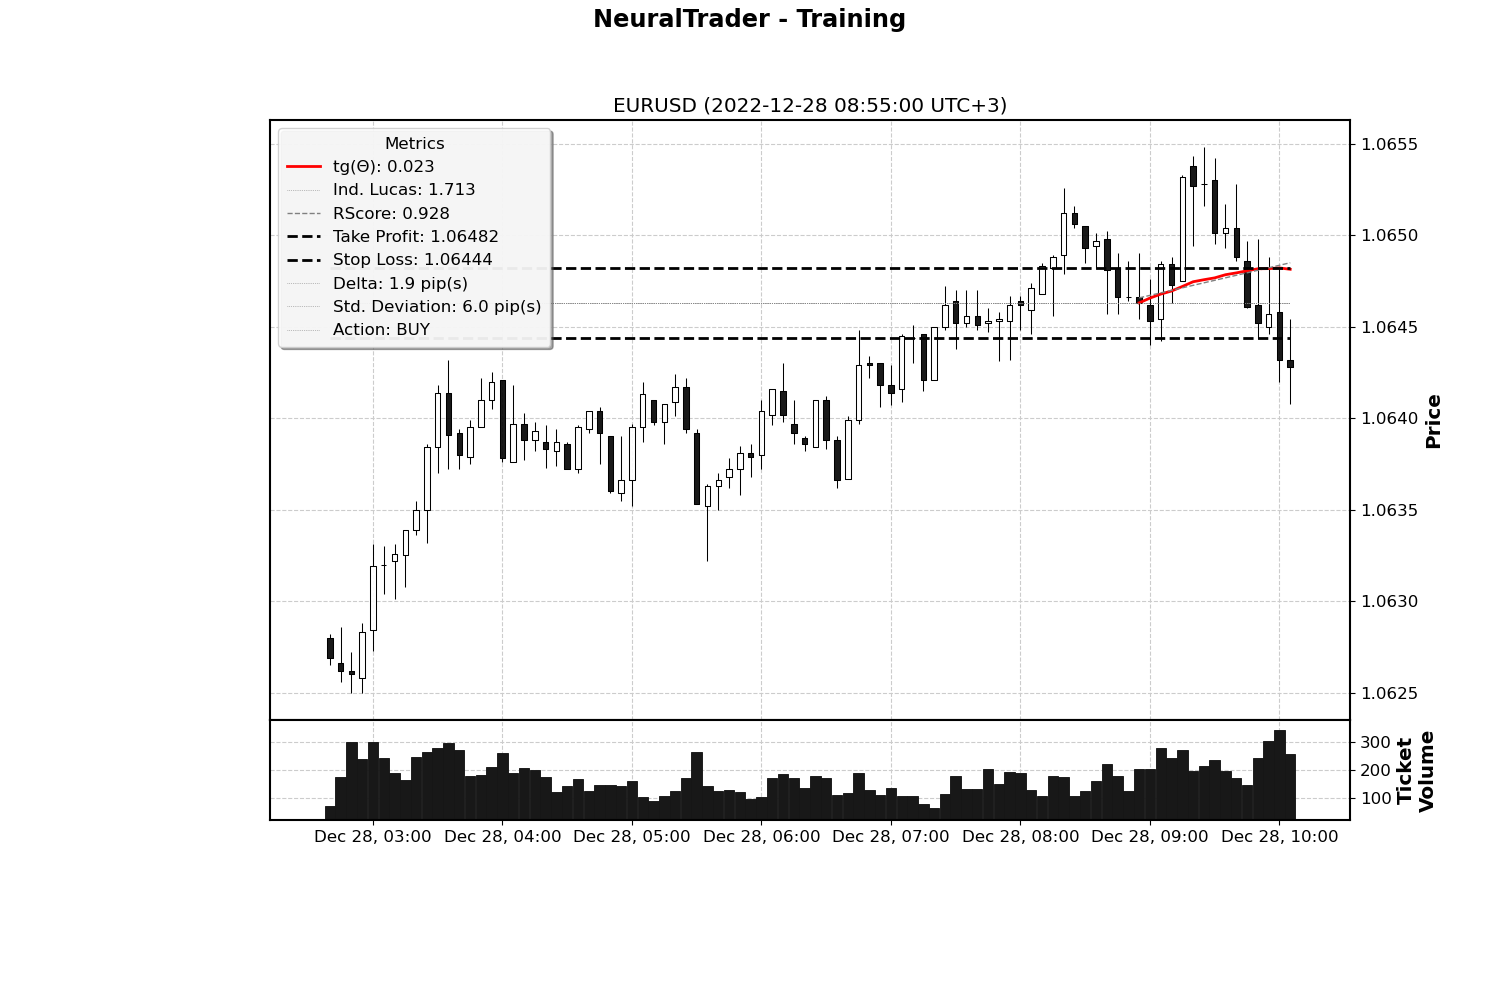 NeuralTrader - Training
EURUSD (2022-12-28 08:55:00 UTC+3)
Metrics
tg(Θ): 0.023
Ind. Lucas: 1.713
RScore: 0.928
Take Profit: 1.06482
Stop Loss: 1.06444
Delta: 1.9 pip(s)
Std. Deviation: 6.0 pip(s)
Action: BUY
1.0655
1.0650
1.0645
1.0640
1.0635
1.0630
1.0625
Price
300
200
100
Ticket
Volume
Dec 28, 03:00 Dec 28, 04:00 Dec 28, 05:00 Dec 28, 06:00 Dec 28, 07:00 Dec 28, 08:00 Dec 28, 09:00 Dec 28, 10:00